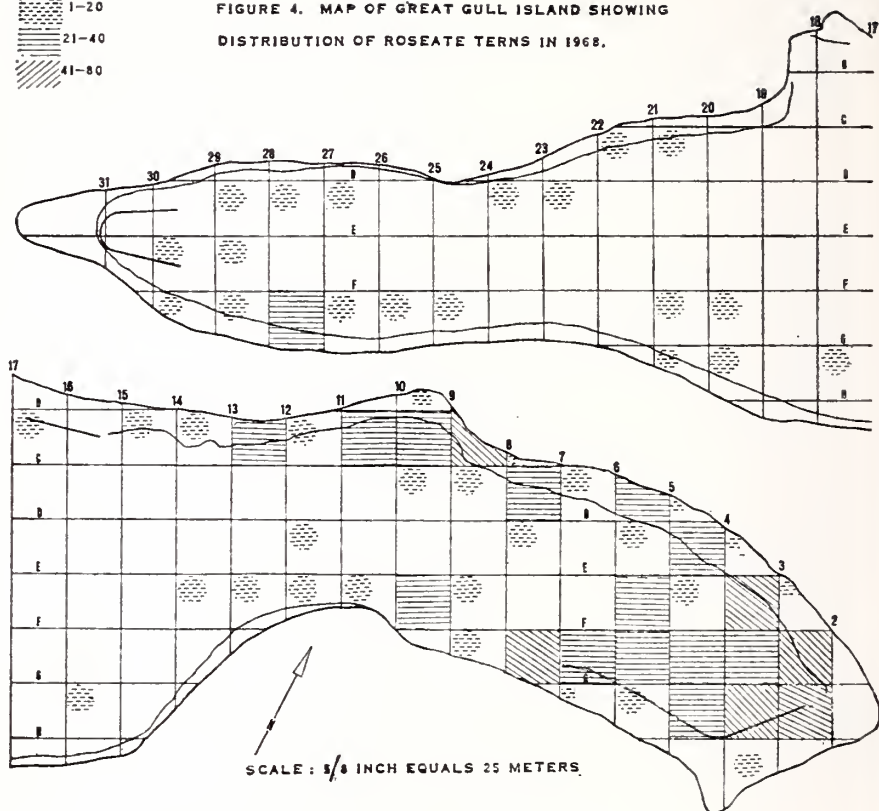 1-20
21-40
41-80
FIGURE 4. MAP OF GREAT GULL ISLAND SHOWING
DISTRIBUTION OF ROSEATE TERNS IN 1968.
18 17
B
19 C
22 21 20
23
29 28 27 26 25 24 D
31 30 D
E E
F F
G
H
17 16 15 14 13 12 11 10 9
B
C 8 7 6 5
D D 4
E E 3
F F 2
G G
H
N
SCALE: 5/8 INCH EQUALS 25 METERS